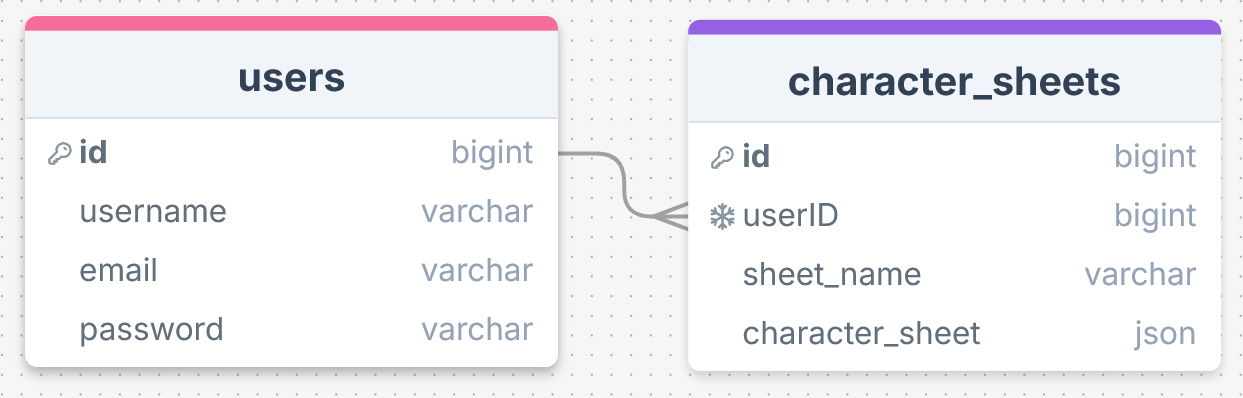 users
id bigint
username varchar
email varchar
password varchar
character_sheets
id bigint
userID bigint
sheet_name varchar
character_sheet json